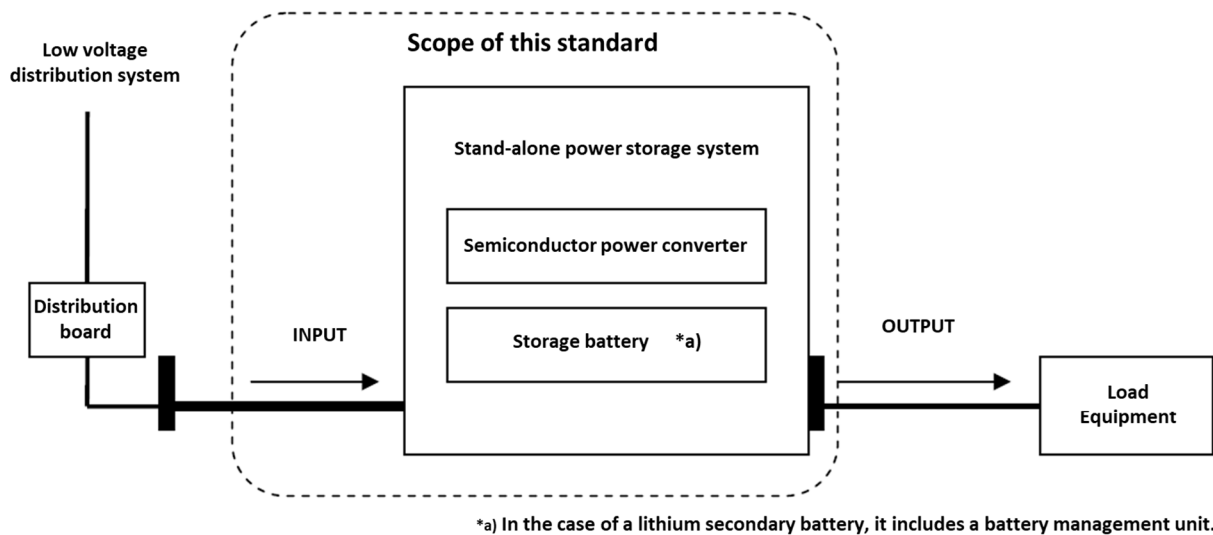 Scope of this standard
Low voltage
distribution system
Stand-alone power storage system
Semiconductor power converter
Distribution
board
INPUT
Storage battery *a)
OUTPUT
Load
Equipment
*a) In the case of a lithium secondary battery, it includes a battery management unit.